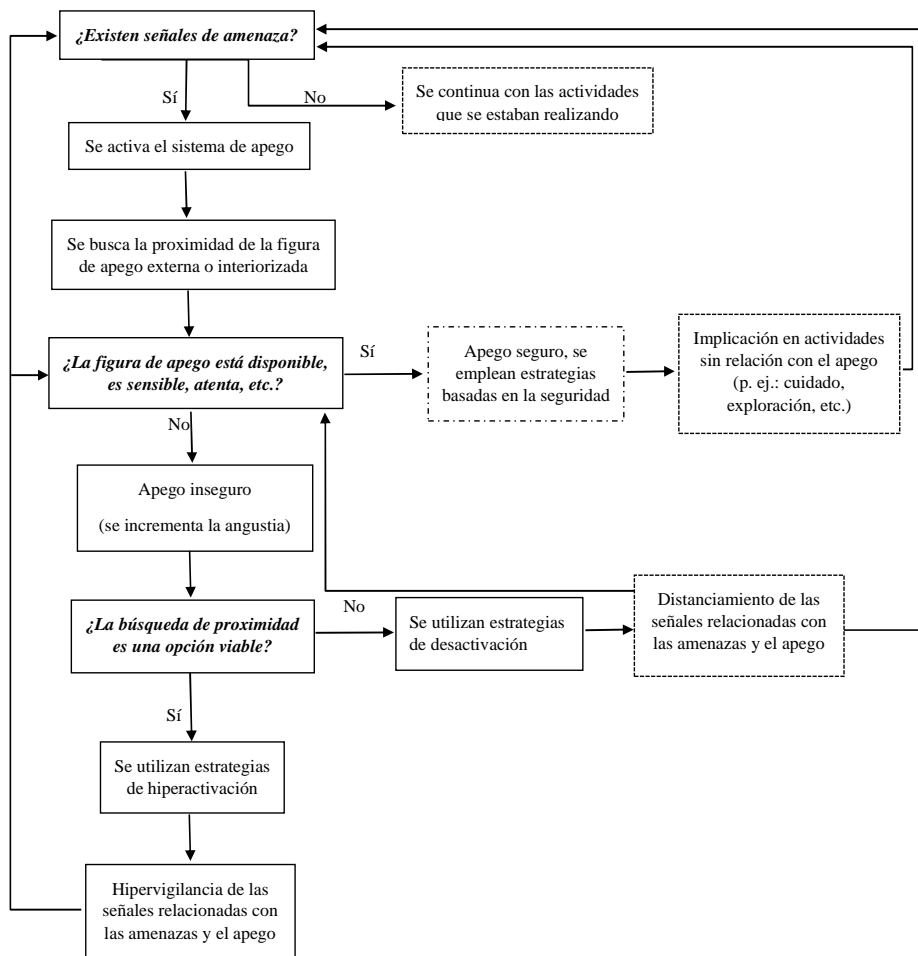 ¿Existen señales de amenaza?
Sí
No
Se continua con las actividades
que se estaban realizando
Se activa el sistema de apego
Se busca la proximidad de la figura
de apego externa o interiorizada
¿La figura de apego está disponible,
es sensible, atenta, etc.?
Sí
Apego seguro, se
emplean estrategias
basadas en la seguridad
Implicación en actividades
sin relación con el apego
(p. ej.: cuidado,
exploración, etc.)
No
Apego inseguro
(se incrementa la angustia)
¿La búsqueda de proximidad
es una opción viable?
No
Se utilizan estrategias
de desactivación
Distanciamiento de las
señales relacionadas con
las amenazas y el apego
Sí
Se utilizan estrategias
de hiperactivación
Hipervigilancia de las
señales relacionadas con
las amenazas y el apego